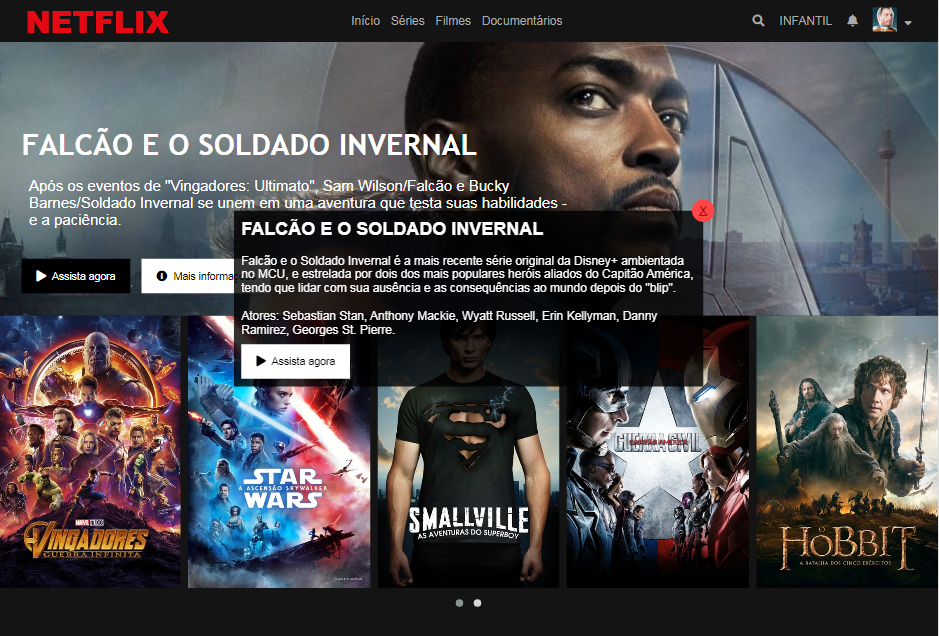 NETFLIX
Início Séries Filmes Documentários
INFANTIL
FALCÃO E O SOLDADO INVERNAL
Após os eventos de "Vingadores: Ultimato", Sam Wilson/Falcão e Bucky
Barnes/Soldado Invernal se unem em uma aventura que testa suas habilidades -
e a paciência.
Assista agora
Mais informa
X
FALCÃO E O SOLDADO INVERNAL
Falcão e o Soldado Invernal é a mais recente série original da Disney+ ambientada
no MCU, e estrelada por dois dos mais populares heróis aliados do Capitão América,
tendo que lidar com sua ausência e as consequências ao mundo depois do "blip".
Atores: Sebastian Stan, Anthony Mackie, Wyatt Russell, Erin Kellyman, Danny
Ramirez, Georges St. Pierre.
Assista agora
MARVEL STUDIOS
VINGADORES
GUERRA INFINITA
STAR
A ASCENSÃO SKYWALKER
WARS
SMALLVILLE
AS AVENTURAS DO SUPERBOY
CAPITÃO AMÉRICA
GUERRA CIVIL
O
HOBBIT
A BATALHA DOS CINCO EXÉRCITOS